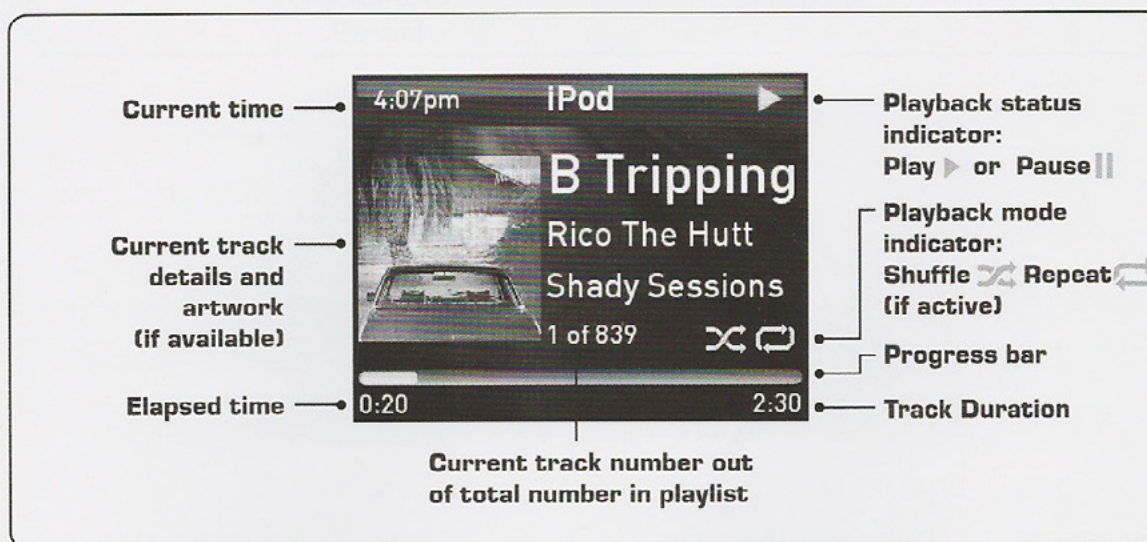 Current time
Current track
details and
artwork
(if available)
Elapsed time
4:07pm iPod
B Tripping
Rico The Hutt
Shady Sessions
1 of 839
0:20 2:30
Playback status
indicator:
Play or Pause
Playback mode
indicator:
Shuffle Repeat
(if active)
Progress bar
Track Duration
Current track number out
of total number in playlist